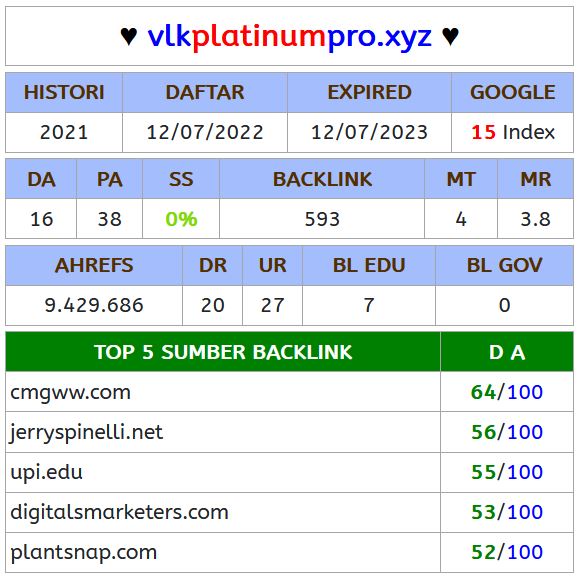 ♥ vlkplatinumpro.xyz ♥
HISTORI DAFTAR EXPIRED GOOGLE
2021 12/07/2022 12/07/2023 15 Index
DA PA SS BACKLINK MT MR
16 38 0% 593 4 3.8
AHREFS DR UR BL EDU BL GOV
9.429.686 20 27 7 0
TOP 5 SUMBER BACKLINK D A
cmgww.com 64/100
jerryspinelli.net 56/100
upi.edu 55/100
digitalsmarketers.com 53/100
plantsnap.com 52/100